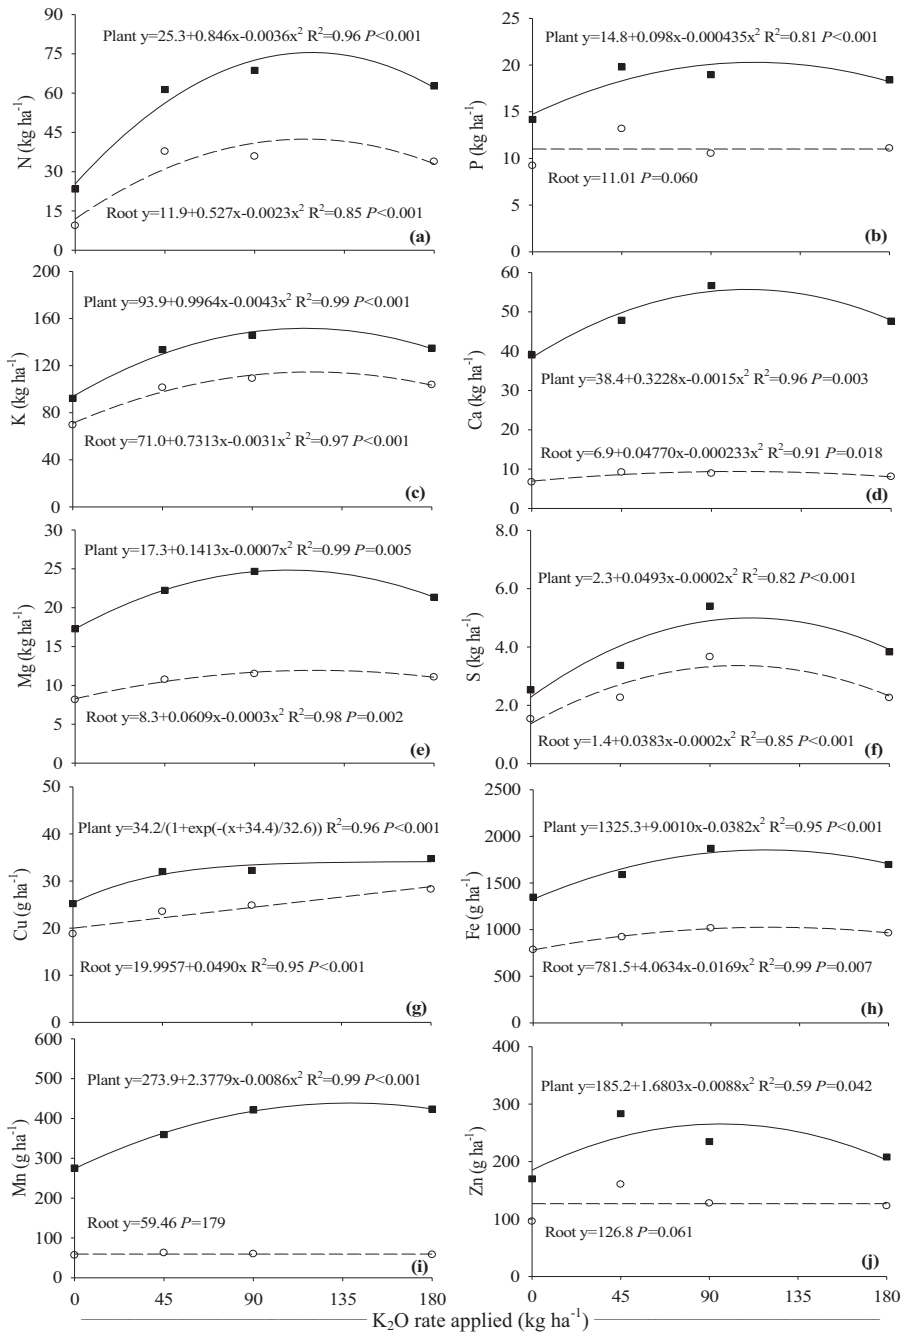 75
60
45
30
15
0
N (kg ha-1)
Plant y=25.3+0.846x-0.0036x2 R2=0.96 P<0.001
Root y=11.9+0.527x-0.0023x2 R2=0.85 P<0.001
(a)
25
20
15
10
5
0
P (kg ha-1)
Plant y=14.8+0.098x-0.000435x2 R2=0.81 P<0.001
Root y=11.01 P=0.060
(b)
200
160
120
80
40
0
K (kg ha-1)
Plant y=93.9+0.9964x-0.0043x2 R2=0.99 P<0.001
Root y=71.0+0.7313x-0.0031x2 R2=0.97 P<0.001
(c)
60
50
40
30
20
10
0
Ca (kg ha-1)
Plant y=38.4+0.3228x-0.0015x2 R2=0.96 P=0.003
Root y=6.9+0.04770x-0.000233x2 R2=0.91 P=0.018
(d)
30
25
20
15
10
5
0
Mg (kg ha-1)
Plant y=17.3+0.1413x-0.0007x2 R2=0.99 P=0.005
Root y=8.3+0.0609x-0.0003x2 R2=0.98 P=0.002
(e)
8.0
6.0
4.0
2.0
0.0
S (kg ha-1)
Plant y=2.3+0.0493x-0.0002x2 R2=0.82 P<0.001
Root y=1.4+0.0383x-0.0002x2 R2=0.85 P<0.001
(f)
50
40
30
20
10
0
Cu (g ha-1)
Plant y=34.2/(1+exp(-(x+34.4)/32.6)) R2=0.96 P<0.001
Root y=19.9957+0.0490x R2=0.95 P<0.001
(g)
2500
2000
1500
1000
500
0
Fe (g ha-1)
Plant y=1325.3+9.0010x-0.0382x2 R2=0.95 P<0.001
Root y=781.5+4.0634x-0.0169x2 R2=0.99 P=0.007
(h)
600
500
400
300
200
100
0
Mn (g ha-1)
Plant y=273.9+2.3779x-0.0086x2 R2=0.99 P<0.001
Root y=59.46 P=179
(i)
0 45 90 135 180
400
300
200
100
0
Zn (g ha-1)
Plant y=185.2+1.6803x-0.0088x2 R2=0.59 P=0.042
Root y=126.8 P=0.061
(j)
0 45 90 135 180
K2O rate applied (kg ha-1)